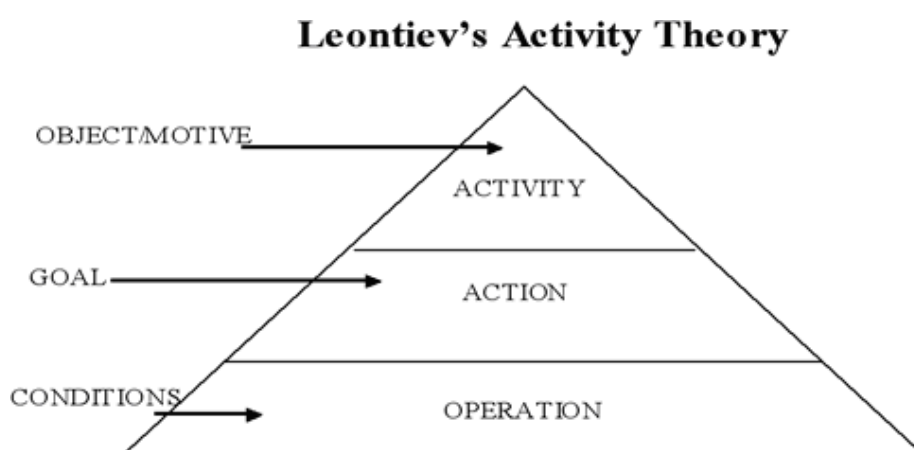 Leontiev's Activity Theory
OBJECT/MOTIVE
ACTIVITY
GOAL
ACTION
CONDITIONS
OPERATION